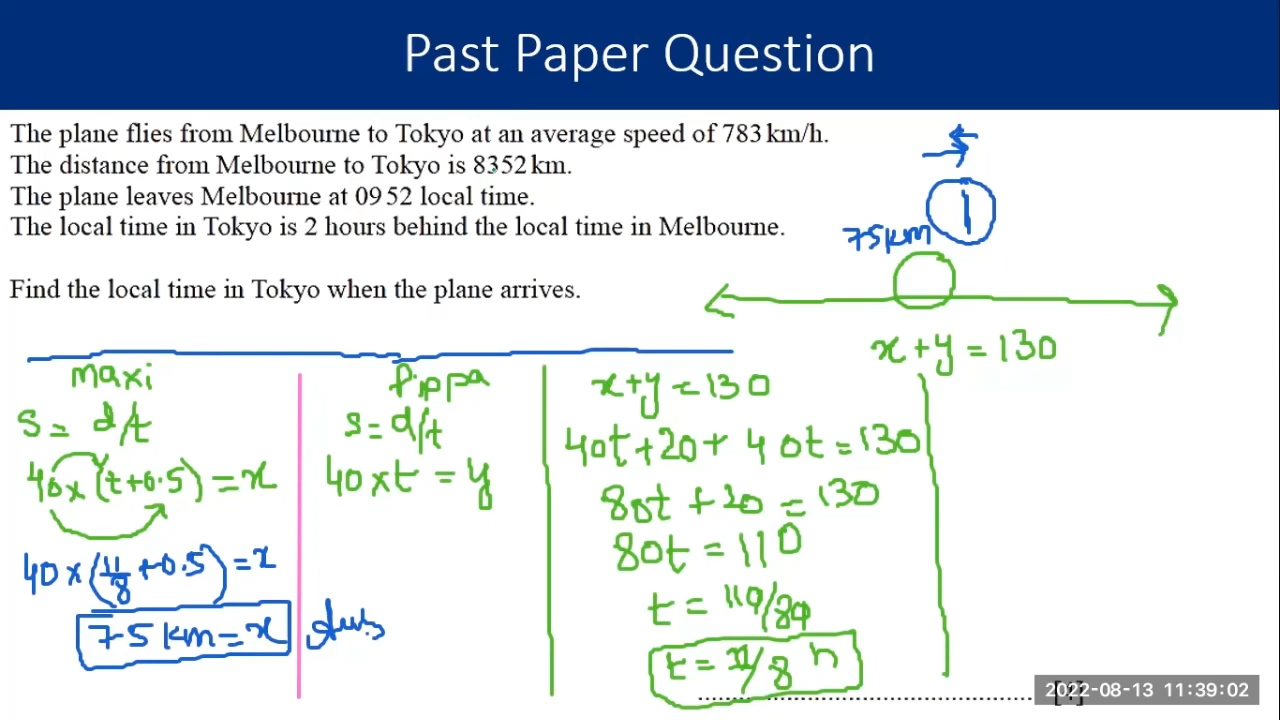 Past Paper Question
The plane flies from Melbourne to Tokyo at an average speed of 783 km/h.
The distance from Melbourne to Tokyo is 8352 km.
The plane leaves Melbourne at 09 52 local time.
The local time in Tokyo is 2 hours behind the local time in Melbourne.
Find the local time in Tokyo when the plane arrives.
75km
x+y=130
maxi
s = d/t
40×(t+0.5)=x
40×(11/8+0.5)=x
75 km=x Ans
Pippa
s=d/t
40×t = y
x+y=130
40t+20+40t=130
80t+20=130
80t=110
t = 110/80
t = 11/8 h
[4]
2022-08-13 11:39:02